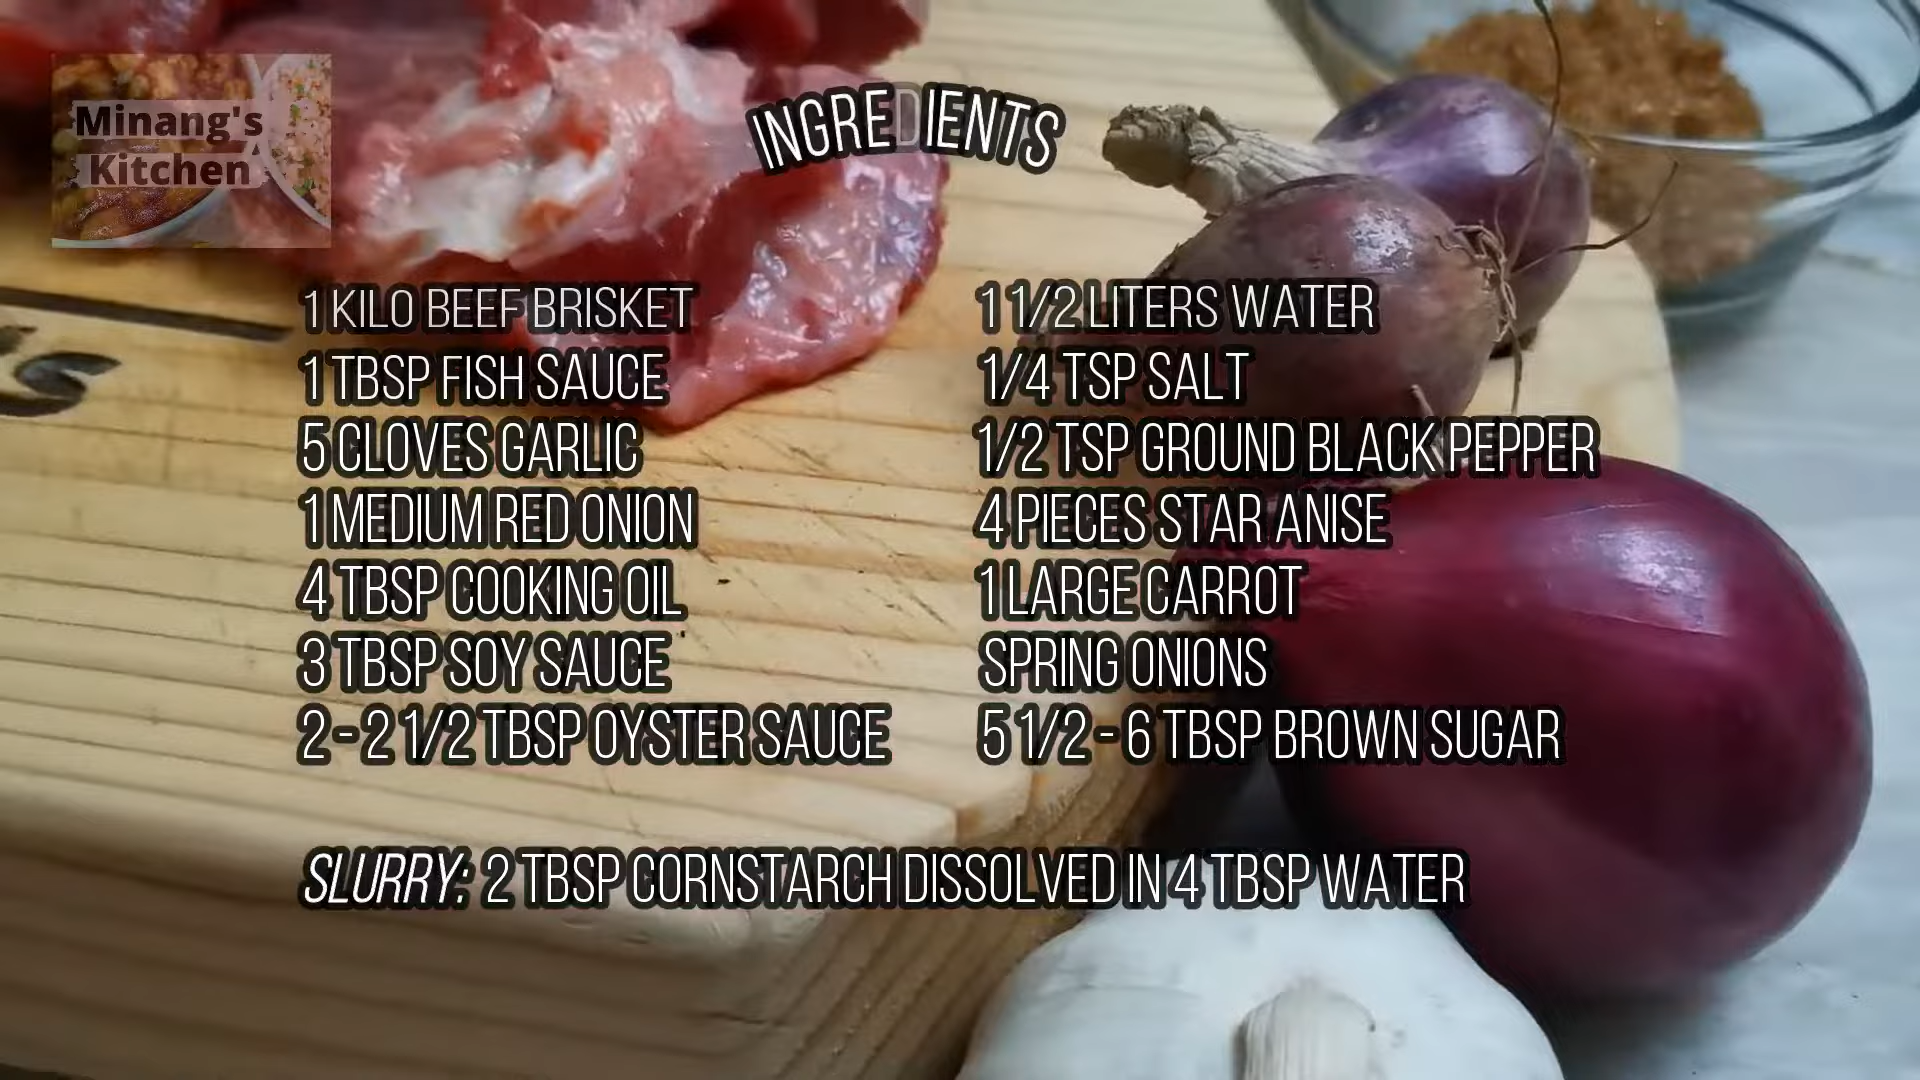 Minang's
Kitchen
INGREDIENTS
1 KILO BEEF BRISKET
1 TBSP FISH SAUCE
5 CLOVES GARLIC
1 MEDIUM RED ONION
4 TBSP COOKING OIL
3 TBSP SOY SAUCE
2 - 2 1/2 TBSP OYSTER SAUCE
1 1/2 LITERS WATER
1/4 TSP SALT
1/2 TSP GROUND BLACK PEPPER
4 PIECES STAR ANISE
1 LARGE CARROT
SPRING ONIONS
5 1/2 - 6 TBSP BROWN SUGAR
SLURRY: 2 TBSP CORNSTARCH DISSOLVED IN 4 TBSP WATER